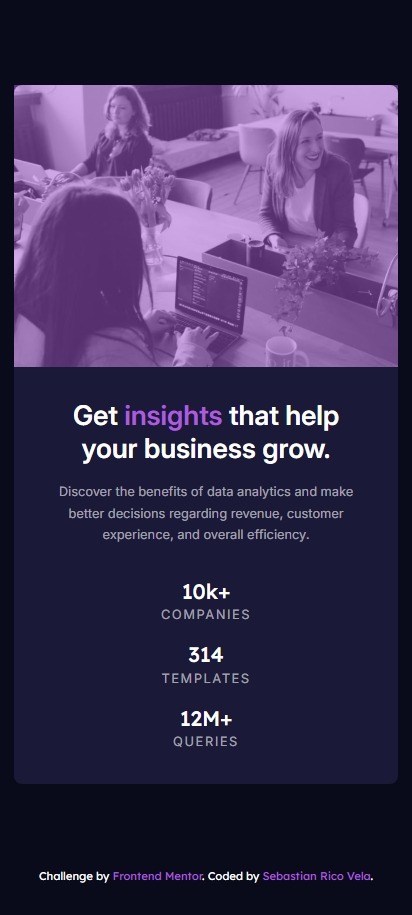 Get insights that help
your business grow.
Discover the benefits of data analytics and make
better decisions regarding revenue, customer
experience, and overall efficiency.
10k+
COMPANIES
314
TEMPLATES
12M+
QUERIES
Challenge by Frontend Mentor. Coded by Sebastian Rico Vela.